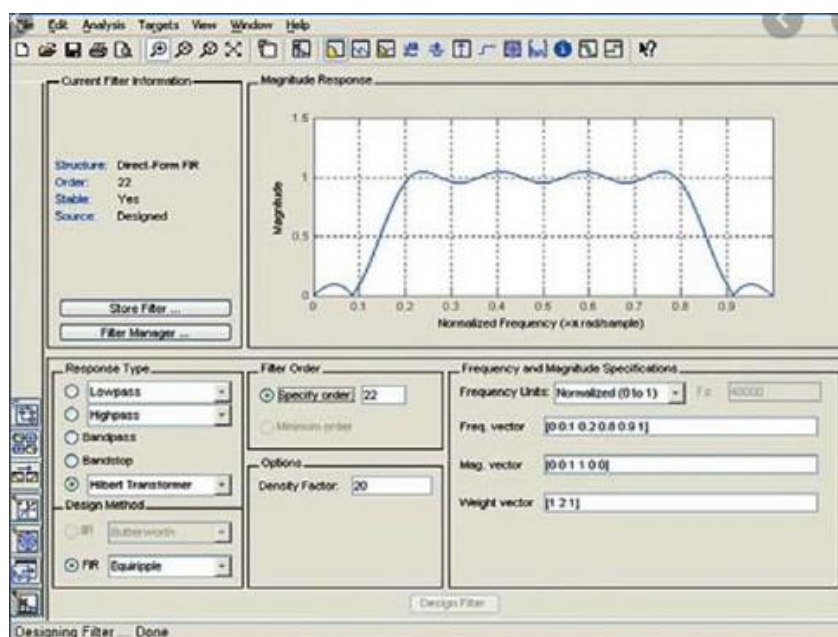 File Edit Analysis Targets View Window Help
Current Filter Information
Structure: Direct-Form FIR
Order: 22
Stable: Yes
Source: Designed
Store Filter ...
Filter Manager ...
Magnitude Response
1.5
1
0.5
0
Magnitude
0 0.1 0.2 0.3 0.4 0.5 0.6 0.7 0.8 0.9
Normalized Frequency (×π rad/sample)
Response Type
Lowpass
Highpass
Bandpass
Bandstop
Hilbert Transformer
Design Method
IIR Butterworth
FIR Equiripple
Filter Order
Specify order: 22
Minimum order
Options
Density Factor: 20
Frequency and Magnitude Specifications
Frequency Units: Normalized (0 to 1) Fs: 48000
Freq. vector [0 0.1 0.2 0.8 0.9 1]
Mag. vector [0 0 1 1 0 0]
Weight vector [1 2 1]
Design Filter
Designing Filter ... Done